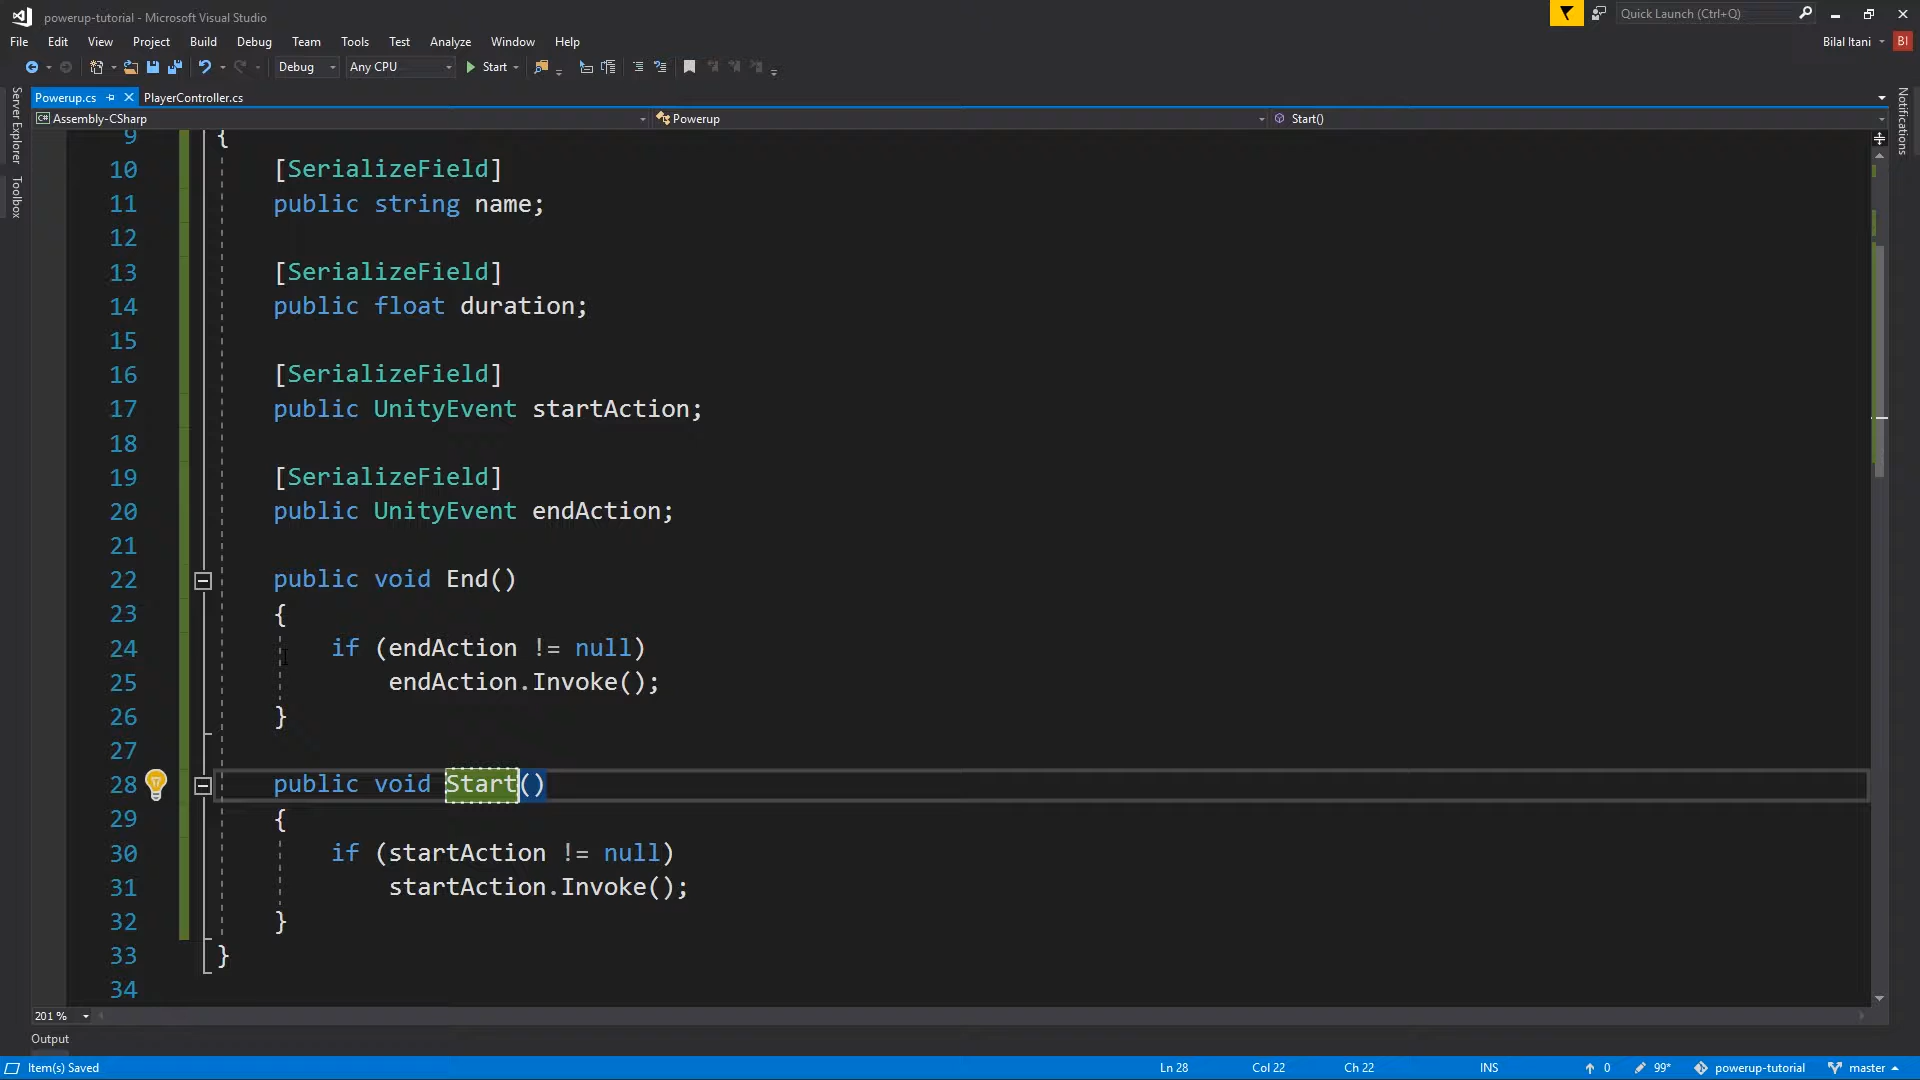 powerup-tutorial - Microsoft Visual Studio
Quick Launch (Ctrl+Q)
File Edit View Project Build Debug Team Tools Test Analyze Window Help
Bilal Itani BI
Debug Any CPU Start
Server Explorer
Toolbox
Notifications
Powerup.cs PlayerController.cs
C# Assembly-CSharp Powerup Start()
9 {
10 [SerializeField]
11 public string name;
12
13 [SerializeField]
14 public float duration;
15
16 [SerializeField]
17 public UnityEvent startAction;
18
19 [SerializeField]
20 public UnityEvent endAction;
21
22 public void End()
23 {
24 if (endAction != null)
25 endAction.Invoke();
26 }
27
28 public void Start()
29 {
30 if (startAction != null)
31 startAction.Invoke();
32 }
33 }
34
201 %
Output
Item(s) Saved Ln 28 Col 22 Ch 22 INS 0 99* powerup-tutorial master